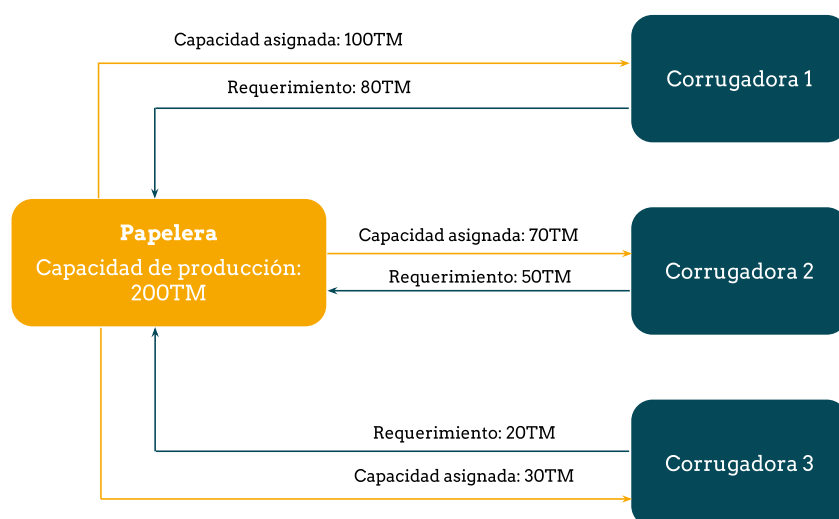 Capacidad asignada: 100TM
Requerimiento: 80TM
Corrugadora 1
Papelera
Capacidad de producción:
200TM
Capacidad asignada: 70TM
Requerimiento: 50TM
Corrugadora 2
Requerimiento: 20TM
Capacidad asignada: 30TM
Corrugadora 3